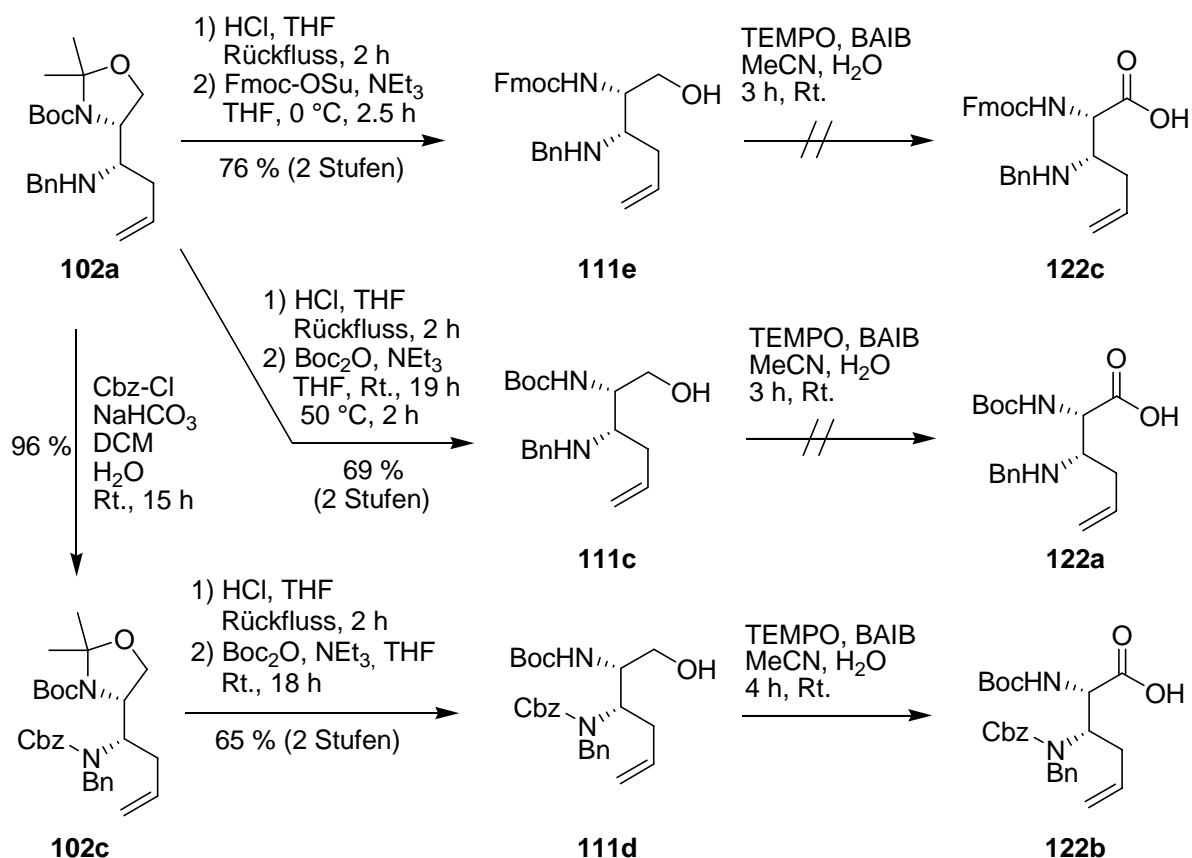 1) HCl, THF
Rückfluss, 2 h
2) Fmoc-OSu, NEt₃
THF, 0 °C, 2.5 h
76 % (2 Stufen)
O
BocN
BnHN
102a
FmocHN
OH
BnHN
111e
TEMPO, BAIB
MeCN, H₂O
3 h, Rt.
O
FmocHN
OH
BnHN
122c
1) HCl, THF
Rückfluss, 2 h
2) Boc₂O, NEt₃
THF, Rt., 19 h
50 °C, 2 h
69 %
(2 Stufen)
BocHN
OH
BnHN
111c
TEMPO, BAIB
MeCN, H₂O
3 h, Rt.
O
BocHN
OH
BnHN
122a
96 %
Cbz-Cl
NaHCO₃
DCM
H₂O
Rt., 15 h
O
BocN
Cbz
N
Bn
102c
1) HCl, THF
Rückfluss, 2 h
2) Boc₂O, NEt₃, THF
Rt., 18 h
65 % (2 Stufen)
BocHN
OH
Cbz
N
Bn
111d
TEMPO, BAIB
MeCN, H₂O
4 h, Rt.
O
BocHN
OH
Cbz
N
Bn
122b